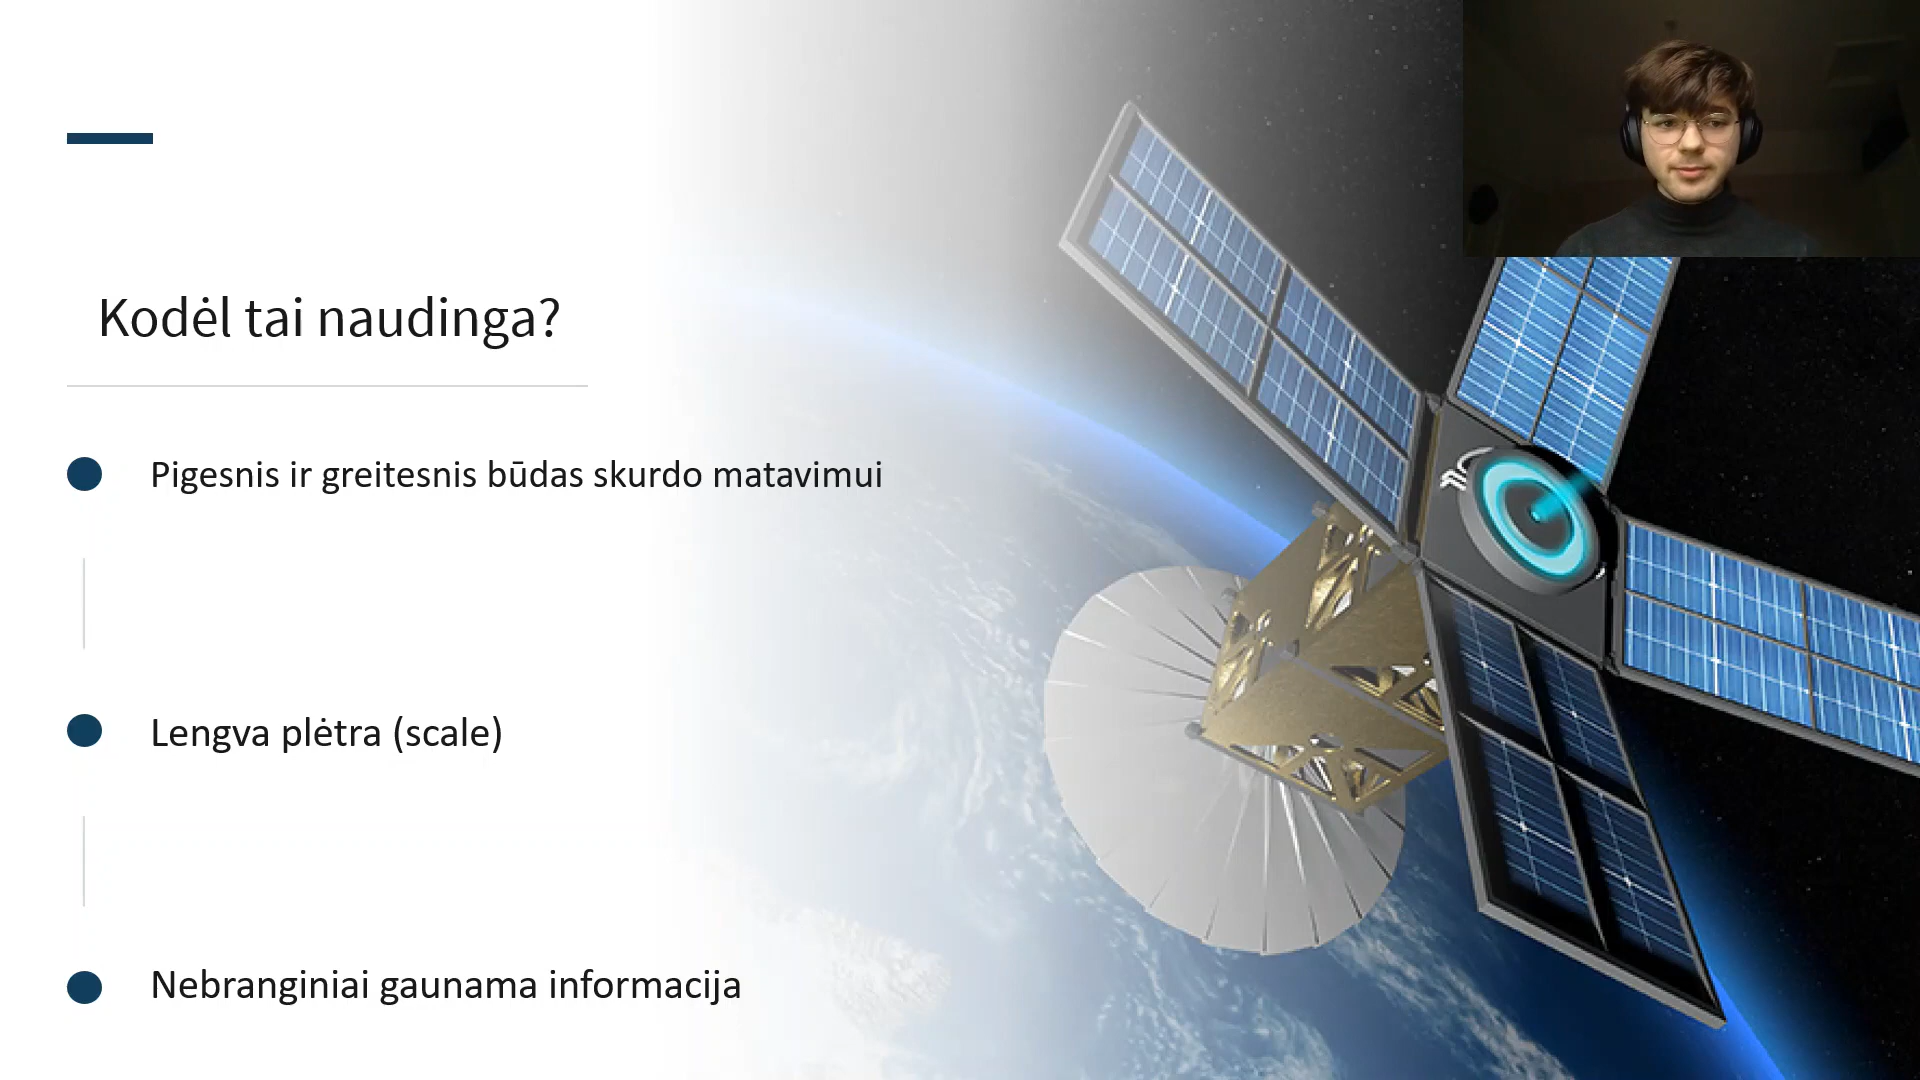 Kodėl tai naudinga?
Pigesnis ir greitesnis būdas skurdo matavimui
Lengva plėtra (scale)
Nebranginiai gaunama informacija